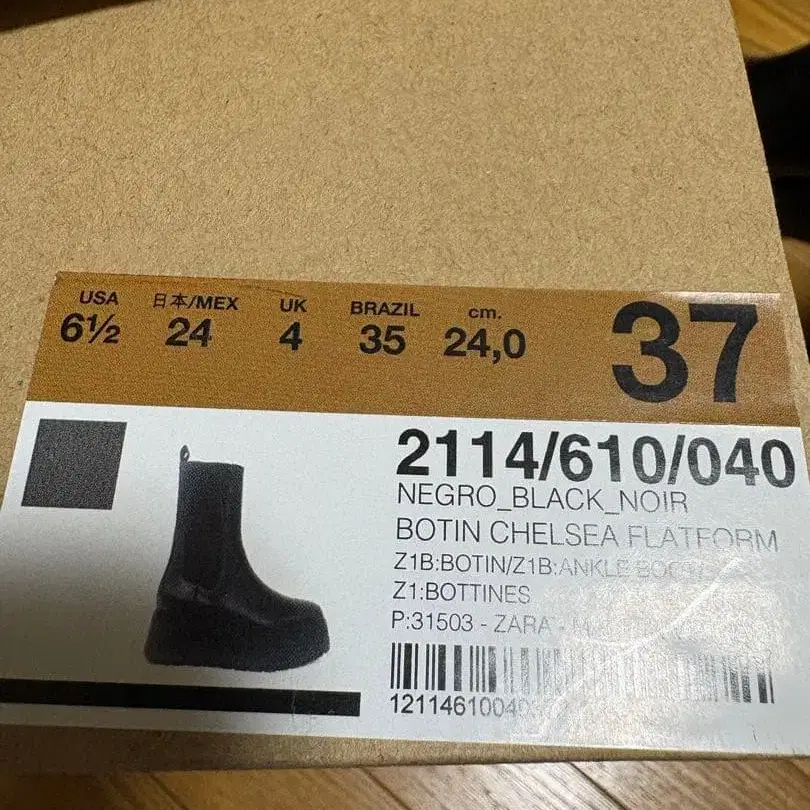 USA 日本/MEX UK BRAZIL cm.
6½ 24 4 35 24,0 37
2114/610/040
NEGRO_BLACK_NOIR
BOTIN CHELSEA FLATFORM
Z1B:BOTIN/Z1B:ANKLE
Z1:BOTTINES
P:31503 - ZARA -